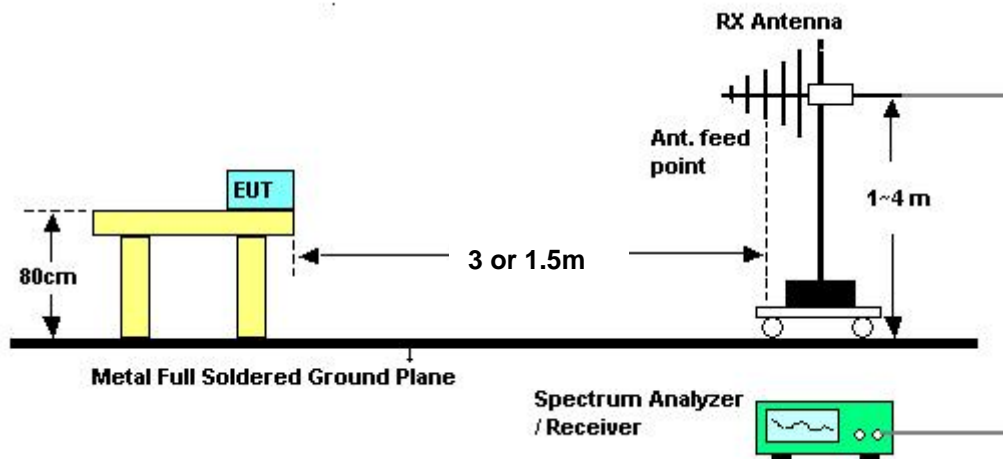 RX Antenna
Ant. feed
point
EUT
1~4 m
80cm
3 or 1.5m
Metal Full Soldered Ground Plane
Spectrum Analyzer
/ Receiver